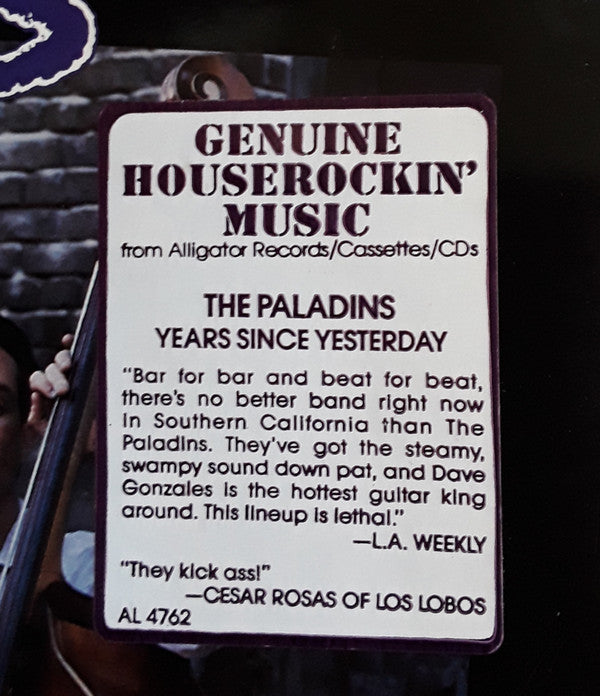 GENUINE
HOUSEROCKIN'
MUSIC
from Alligator Records/Cassettes/CDs
THE PALADINS
YEARS SINCE YESTERDAY
"Bar for bar and beat for beat,
there's no better band right now
in Southern California than The
Paladins. They've got the steamy,
swampy sound down pat, and Dave
Gonzales is the hottest guitar king
around. This lineup is lethal."
—L.A. WEEKLY
"They kick ass!"
—CESAR ROSAS OF LOS LOBOS
AL 4762